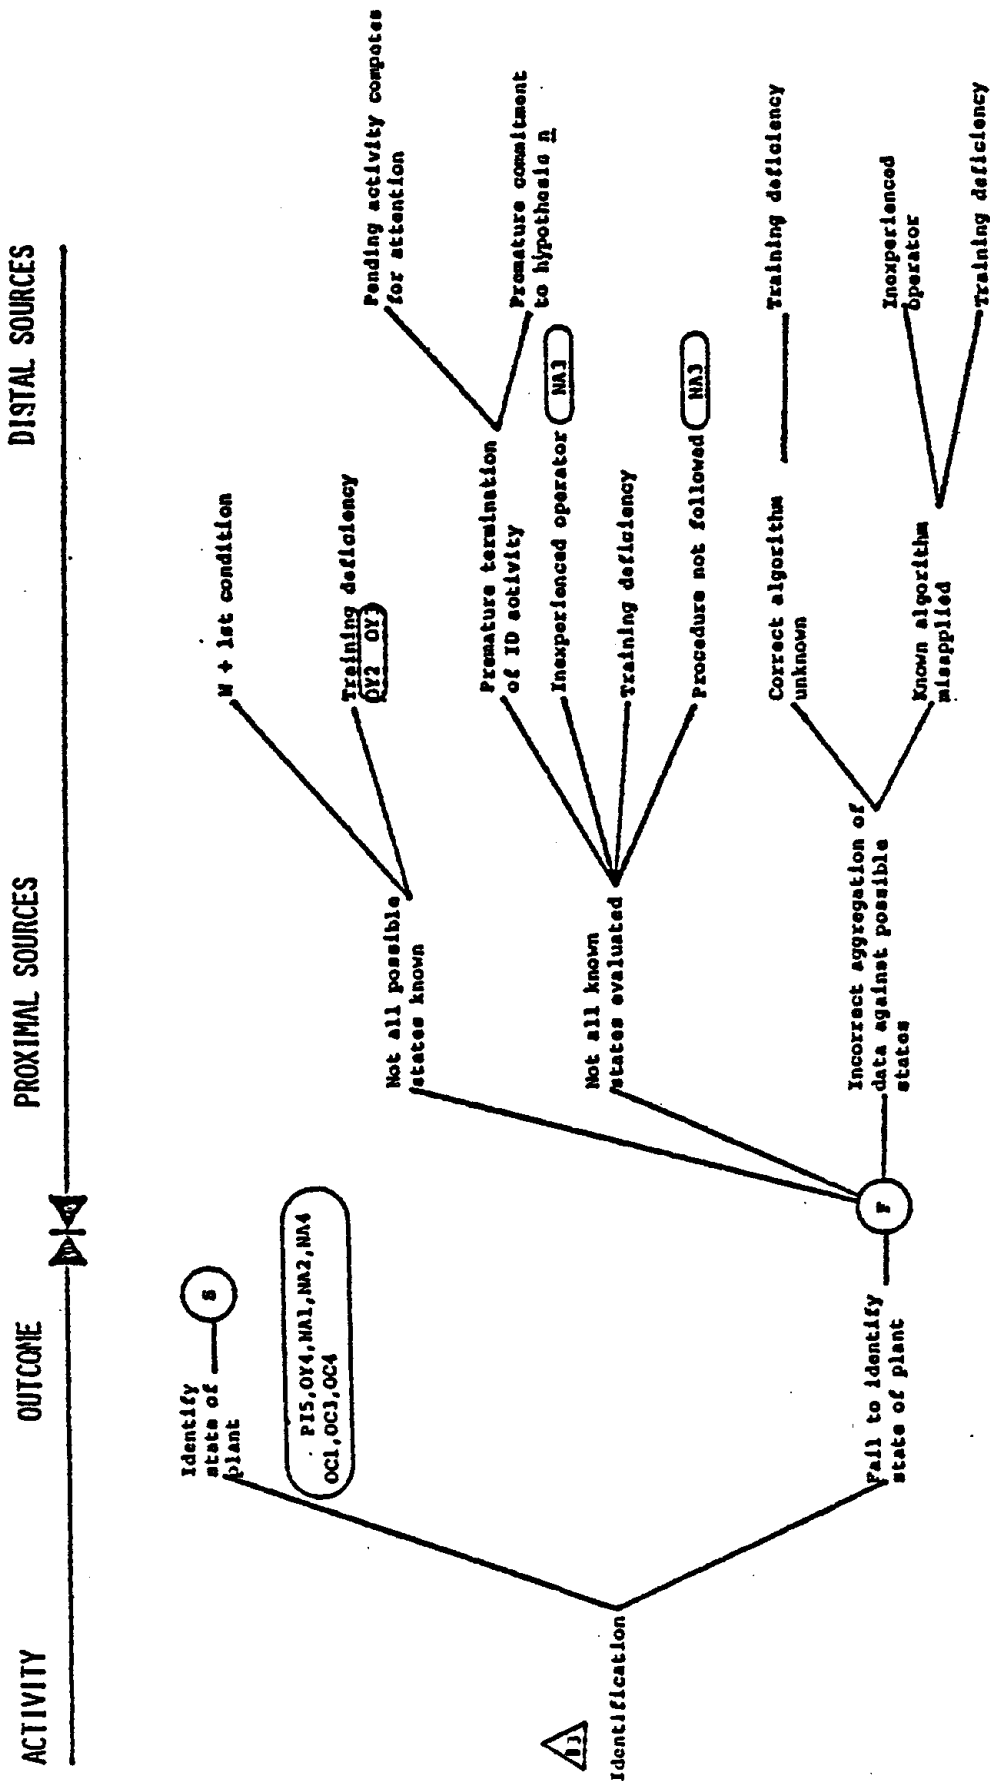 ACTIVITY
OUTCOME
PROXIMAL SOURCES
DISTAL SOURCES
Identify
state of
plant
S
PI5,OY4,NA1,NA2,NA4
OC1,OC3,OC4
Identification
Fail to identify
state of plant
F
Not all possible
states known
N + 1st condition
Training deficiency
OY2 OY3
Not all known
states evaluated
Premature termination
of ID activity
Pending activity competes
for attention
Premature commitment
to hypothesis n
Inexperienced operator
NA3
Training deficiency
Procedure not followed
NA3
Incorrect aggregation of
data against possible
states
Correct algorithm
unknown
Training deficiency
Known algorithm
misapplied
Inexperienced
operator
Training deficiency